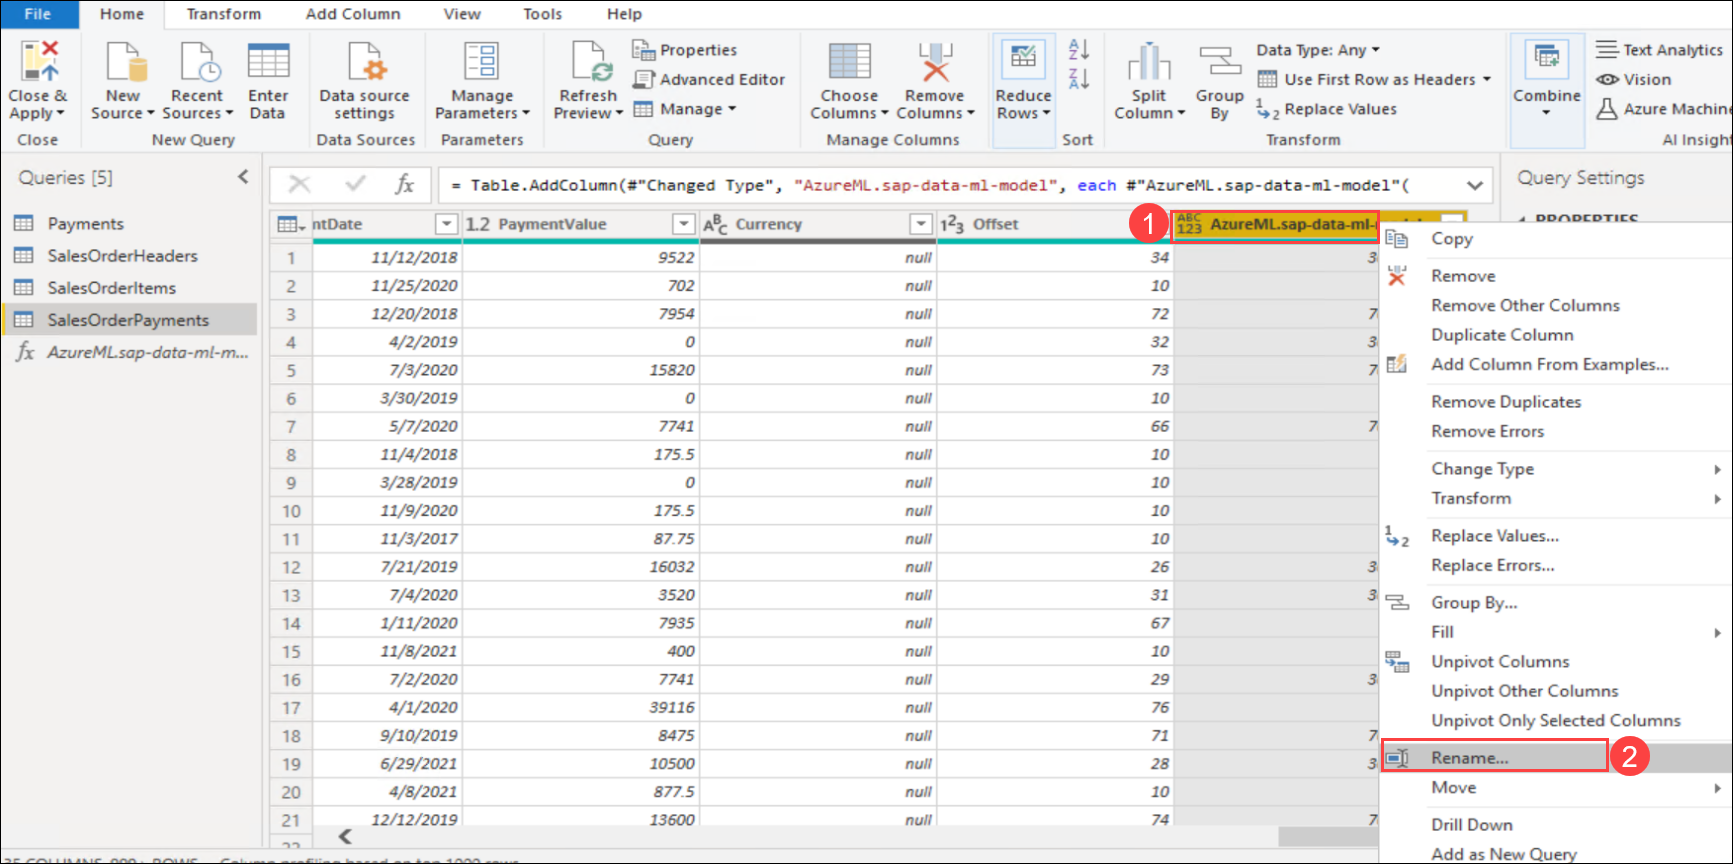 File Home Transform Add Column View Tools Help
Close & Apply
New Source
Recent Sources
Enter Data
Data source settings
Manage Parameters
Refresh Preview
Properties
Advanced Editor
Manage
Choose Columns
Remove Columns
Reduce Rows
Split Column
Group By
Data Type: Any
Use First Row as Headers
Replace Values
Combine
Text Analytics
Vision
Azure Machin
Close New Query Data Sources Parameters Query Manage Columns Sort Transform AI Insigh
Queries [5]
fx = Table.AddColumn(#"Changed Type", "AzureML.sap-data-ml-model", each #"AzureML.sap-data-ml-model"(
Query Settings
PROPERTIES
Payments
SalesOrderHeaders
SalesOrderItems
SalesOrderPayments
fx AzureML.sap-data-ml-m...
ntDate 1.2 PaymentValue ABC Currency 123 Offset 1 ABC 123 AzureML.sap-data-ml-
1 11/12/2018 9522 null 34
2 11/25/2020 702 null 10
3 12/20/2018 7954 null 72
4 4/2/2019 0 null 32
5 7/3/2020 15820 null 73
6 3/30/2019 0 null 10
7 5/7/2020 7741 null 66
8 11/4/2018 175.5 null 10
9 3/28/2019 0 null 10
10 11/9/2020 175.5 null 10
11 11/3/2017 87.75 null 10
12 7/21/2019 16032 null 26
13 7/4/2020 3520 null 31
14 1/11/2020 7935 null 67
15 11/8/2021 400 null 10
16 7/2/2020 7741 null 29
17 4/1/2020 39116 null 76
18 9/10/2019 8475 null 71
19 6/29/2021 10500 null 28
20 4/8/2021 877.5 null 10
21 12/12/2019 13600 null 74
Copy
Remove
Remove Other Columns
Duplicate Column
Add Column From Examples...
Remove Duplicates
Remove Errors
Change Type
Transform
Replace Values...
Replace Errors...
Group By...
Fill
Unpivot Columns
Unpivot Other Columns
Unpivot Only Selected Columns
Rename... 2
Move
Drill Down
Add as New Query